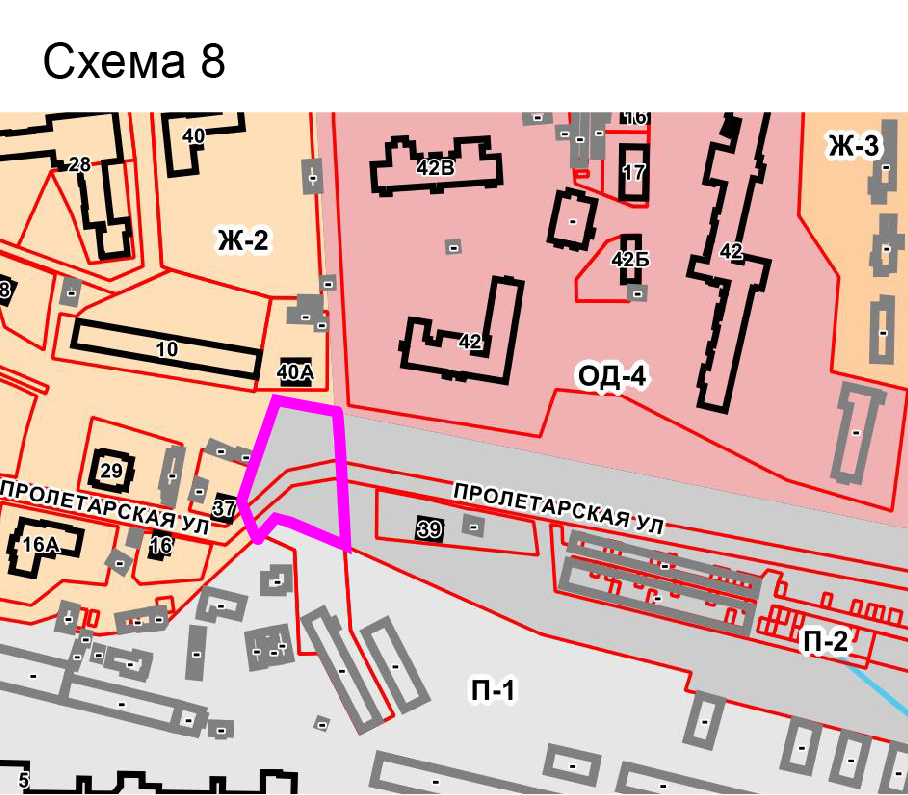 Схема 8
16
40
Ж-3
28
42В
17
Ж-2
42Б
42
8
42
10
40А
ОД-4
29
ПРОЛЕТАРСКАЯ УЛ
ПРОЛЕТАРСКАЯ УЛ
37
39
16А
16
П-2
П-1
5